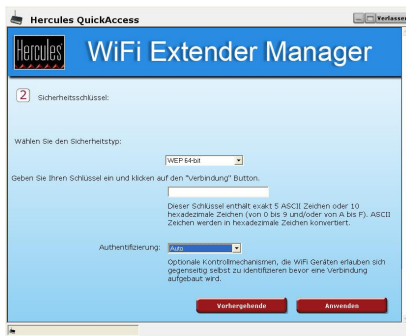 Hercules QuickAccess
Verlassen
Hercules
WiFi Extender Manager
2 Sicherheitsschlüssel:
Wählen Sie den Sicherheitstyp:
WEP 64-bit
Geben Sie Ihren Schlüssel ein und klicken auf den "Verbindung" Button.
Dieser Schlüssel enthält exakt 5 ASCII Zeichen oder 10
hexadezimale Zeichen (von 0 bis 9 und/oder von A bis F). ASCII
Zeichen werden in hexadezimale Zeichen konvertiert.
Authentifizierung:
Auto
Optionale Kontrollmechanismen, die WiFi Geräten erlauben sich
gegenseitig selbst zu identifizieren bevor eine Verbindung
aufgebaut wird.
Vorhergehende
Anwenden